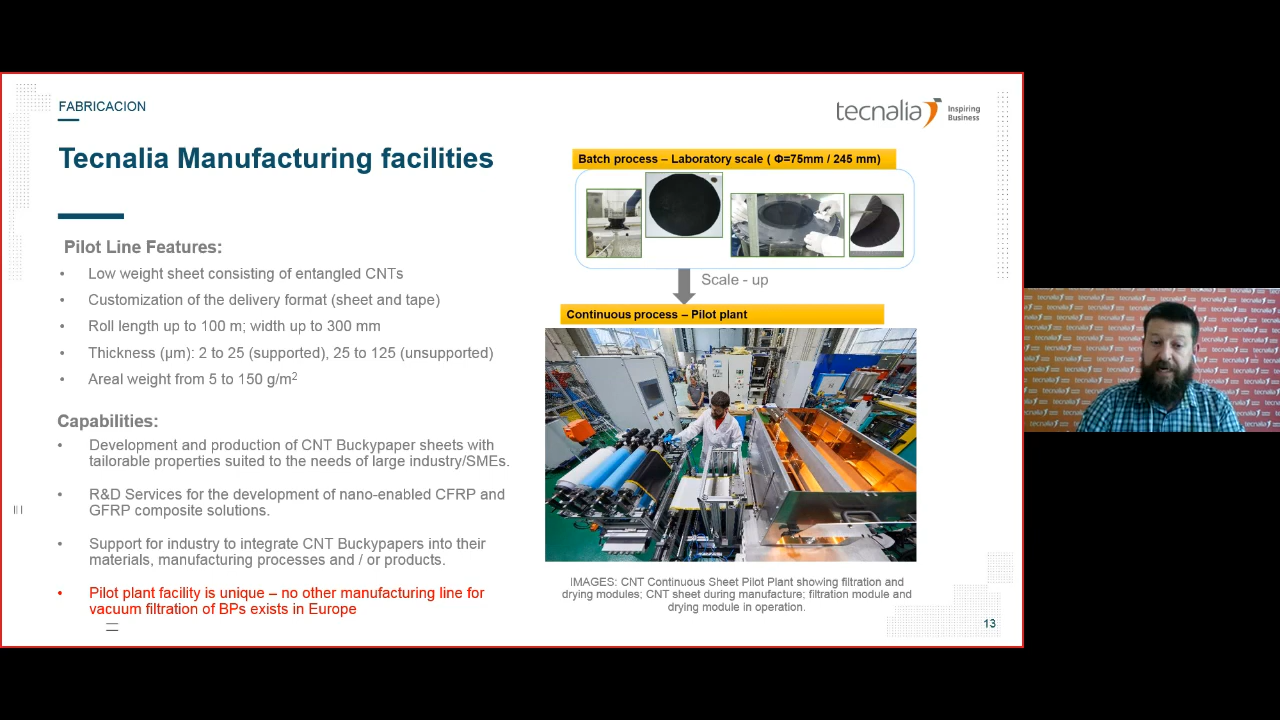 FABRICACION
tecnalia Inspiring
Business
Tecnalia Manufacturing facilities
Pilot Line Features:
• Low weight sheet consisting of entangled CNTs
• Customization of the delivery format (sheet and tape)
• Roll length up to 100 m; width up to 300 mm
• Thickness (µm): 2 to 25 (supported), 25 to 125 (unsupported)
• Areal weight from 5 to 150 g/m²
Capabilities:
• Development and production of CNT Buckypaper sheets with
tailorable properties suited to the needs of large industry/SMEs.
• R&D Services for the development of nano-enabled CFRP and
GFRP composite solutions.
• Support for industry to integrate CNT Buckypapers into their
materials, manufacturing processes and / or products.
• Pilot plant facility is unique – no other manufacturing line for
vacuum filtration of BPs exists in Europe
Batch process – Laboratory scale ( Φ=75mm / 245 mm)
Scale - up
Continuous process – Pilot plant
IMAGES: CNT Continuous Sheet Pilot Plant showing filtration and
drying modules; CNT sheet during manufacture; filtration module and
drying module in operation.
13
tecnalia